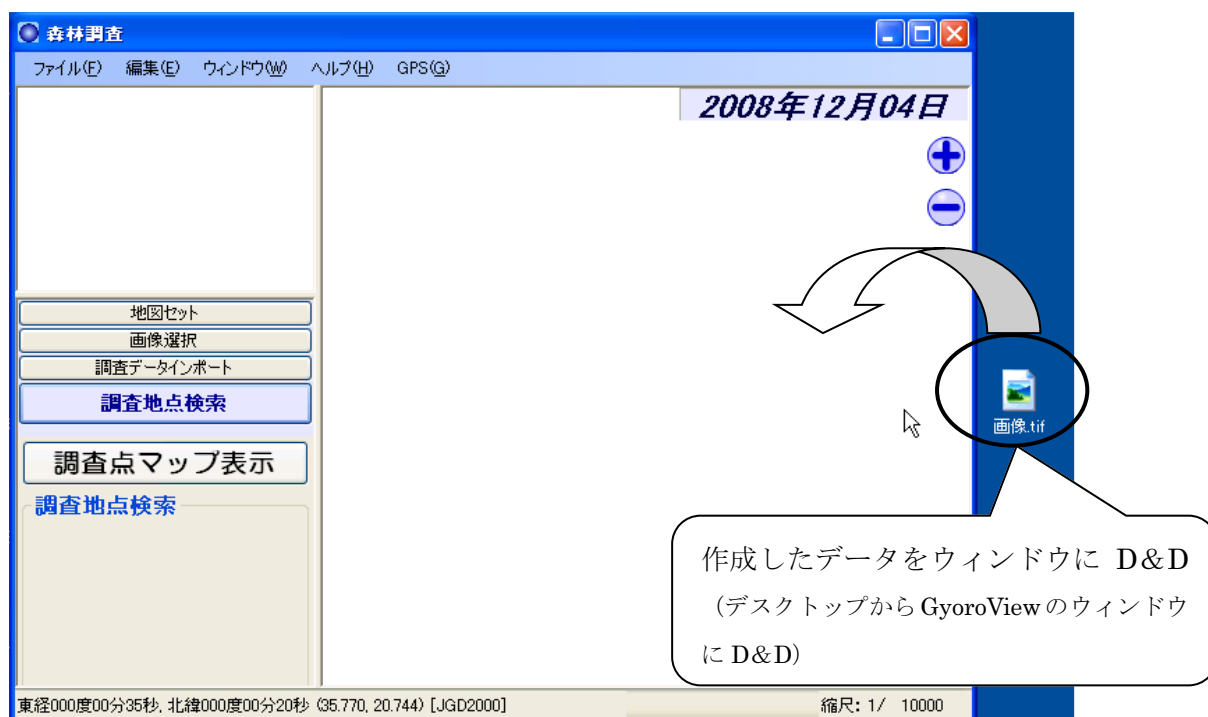 森林調査
ファイル(F) 編集(E) ウィンドウ(W) ヘルプ(H) GPS(G)
2008年12月04日
地図セット
画像選択
調査データインポート
調査地点検索
調査点マップ表示
調査地点検索
画像.tif
作成したデータをウィンドウに D&D
（デスクトップから GyoroView のウィンドウ
に D&D）
東経000度00分35秒, 北緯000度00分20秒 (35.770, 20.744) [JGD2000]
縮尺: 1/ 10000